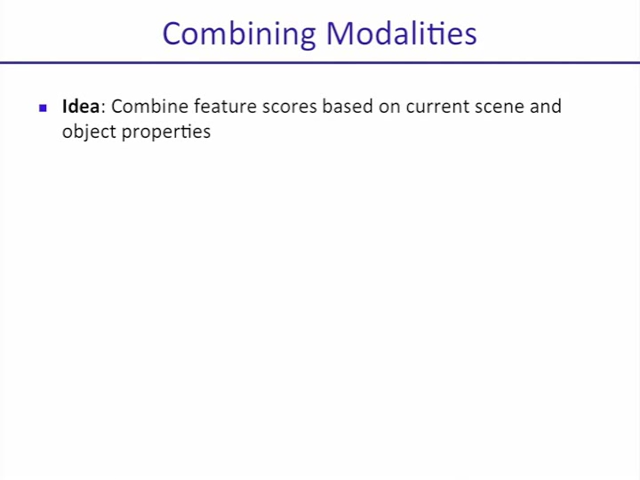 Combining Modalities
Idea: Combine feature scores based on current scene and
object properties